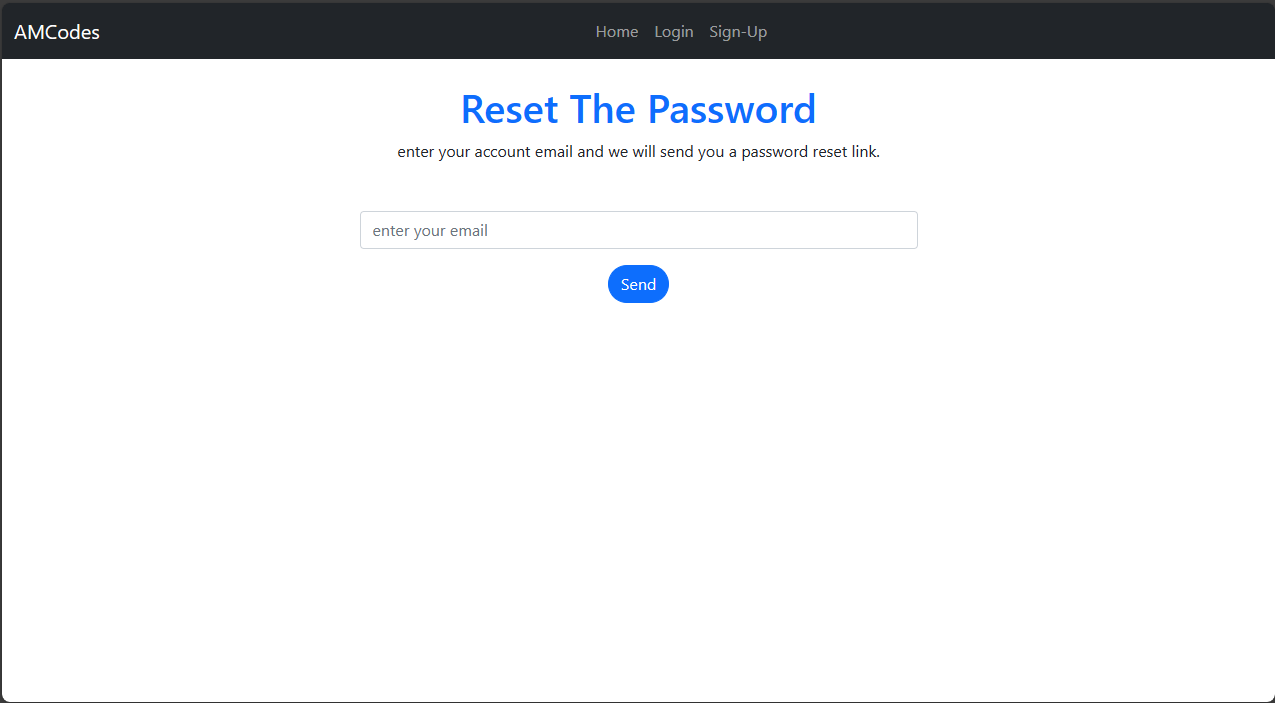 AMCodes
Home Login Sign-Up
Reset The Password
enter your account email and we will send you a password reset link.
enter your email
Send